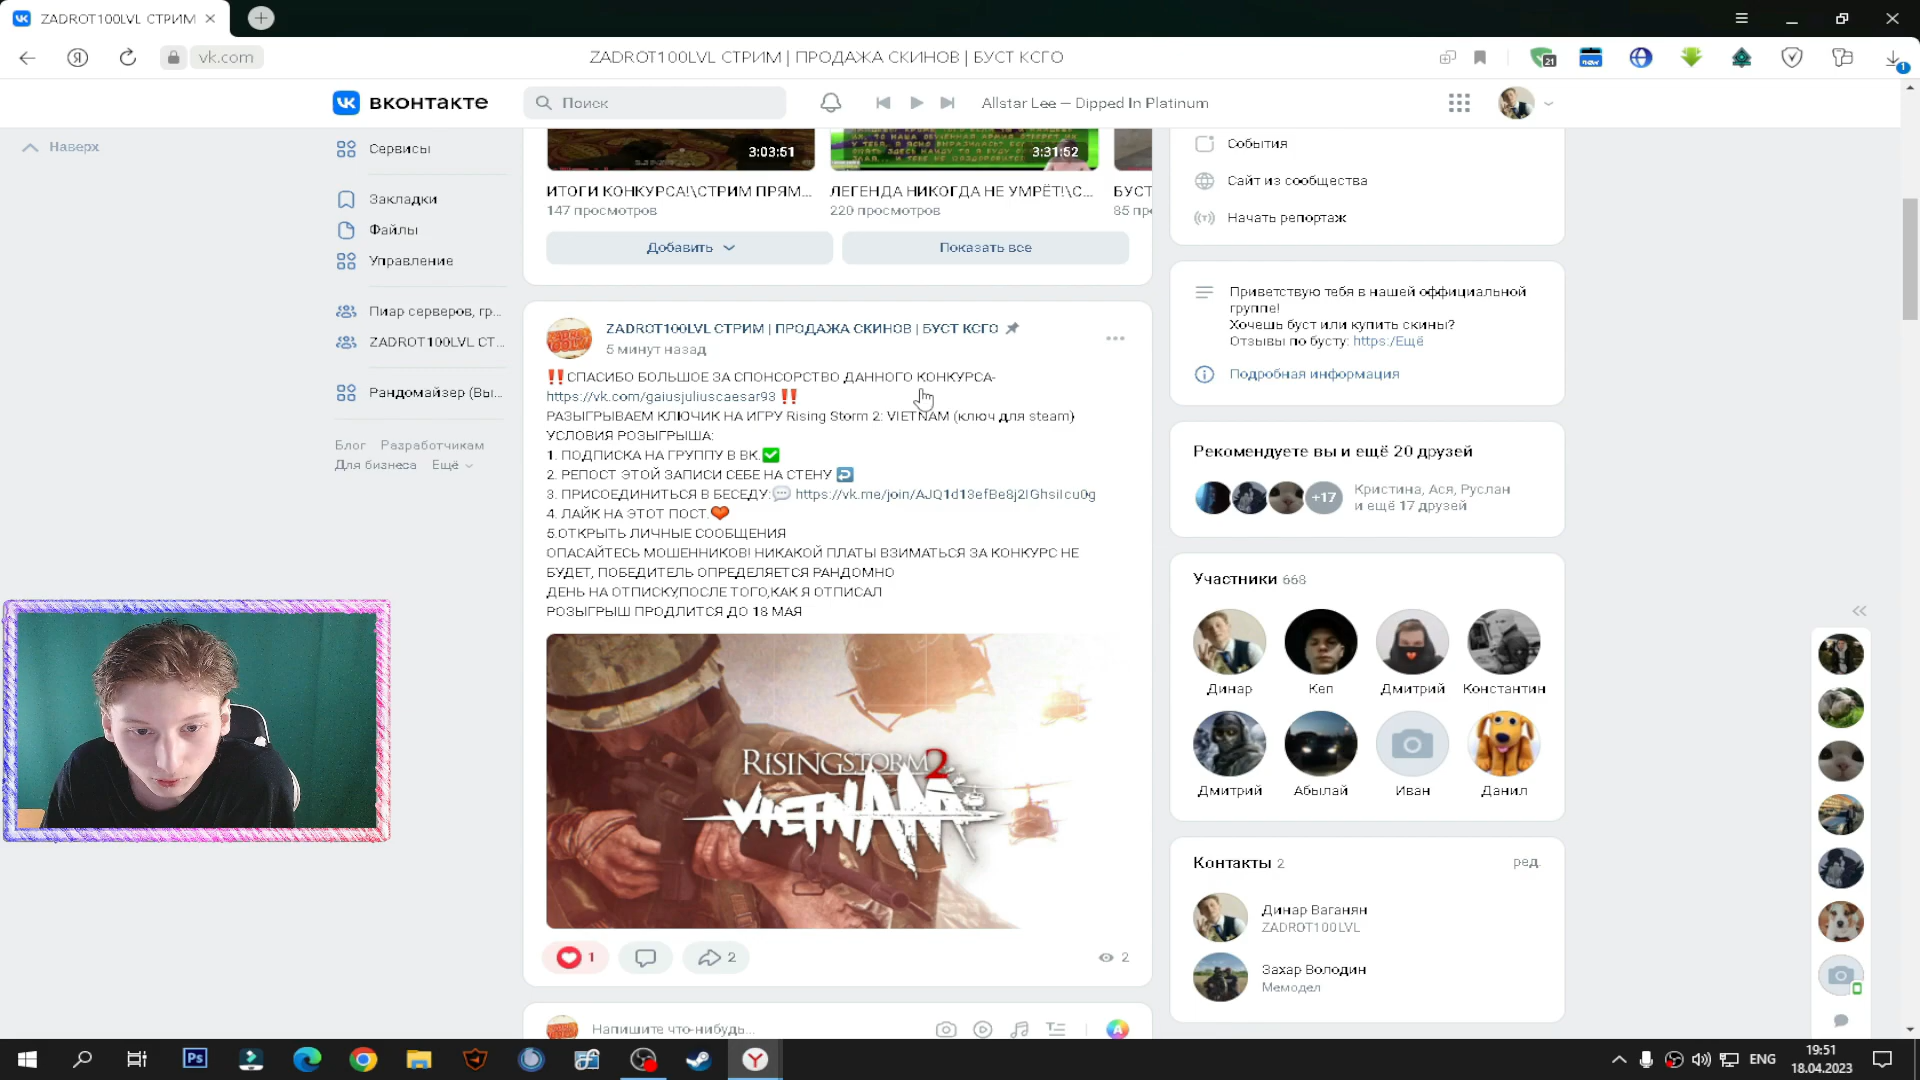 ZADROT100LVL СТРИМ
vk.com
ZADROT100LVL СТРИМ | ПРОДАЖА СКИНОВ | БУСТ КСГО
21
new
1
вконтакте
Поиск
Allstar Lee – Dipped In Platinum
Наверх
Сервисы
Закладки
Файлы
Управление
Пиар серверов, гр...
ZADROT100LVL СТ...
Рандомайзер (Вы...
Блог Разработчикам
Для бизнеса Ещё
3:03:51
3:31:52
ИТОГИ КОНКУРСА!\СТРИМ ПРЯМ...
147 просмотров
ЛЕГЕНДА НИКОГДА НЕ УМРЁТ!\С...
220 просмотров
БУСТ
85 пр
Добавить
Показать все
ZADROT100LVL СТРИМ | ПРОДАЖА СКИНОВ | БУСТ КСГО
5 минут назад
‼СПАСИБО БОЛЬШОЕ ЗА СПОНСОРСТВО ДАННОГО КОНКУРСА-
https://vk.com/gaiusjuliuscaesar93 ‼
РАЗЫГРЫВАЕМ КЛЮЧИК НА ИГРУ Rising Storm 2: VIETNAM (ключ для steam)
УСЛОВИЯ РОЗЫГРЫША:
1. ПОДПИСКА НА ГРУППУ В ВК.✅
2. РЕПОСТ ЭТОЙ ЗАПИСИ СЕБЕ НА СТЕНУ ↩
3. ПРИСОЕДИНИТЬСЯ В БЕСЕДУ:💬 https://vk.me/join/AJQ1d13efBe8j2IGhsiIcu0g
4. ЛАЙК НА ЭТОТ ПОСТ.❤
5.ОТКРЫТЬ ЛИЧНЫЕ СООБЩЕНИЯ
ОПАСАЙТЕСЬ МОШЕННИКОВ! НИКАКОЙ ПЛАТЫ ВЗИМАТЬСЯ ЗА КОНКУРС НЕ
БУДЕТ, ПОБЕДИТЕЛЬ ОПРЕДЕЛЯЕТСЯ РАНДОМНО
ДЕНЬ НА ОТПИСКУ,ПОСЛЕ ТОГО,КАК Я ОТПИСАЛ
РОЗЫГРЫШ ПРОДЛИТСЯ ДО 18 МАЯ
RISING STORM 2
VIETNAM
1
2
2
Напишите что-нибудь...
События
Сайт из сообщества
Начать репортаж
Приветствую тебя в нашей оффициальной
группе!
Хочешь буст или купить скины?
Отзывы по бусту: https:/Ещё
Подробная информация
Рекомендуете вы и ещё 20 друзей
+17
Кристина, Ася, Руслан
и ещё 17 друзей
Участники 668
Динар
Кеп
Дмитрий
Константин
Дмитрий
Абылай
Иван
Данил
Контакты 2
ред.
Динар Ваганян
ZADROT100LVL
Захар Володин
Мемодел
Ps
ENG
19:51
18.04.2023